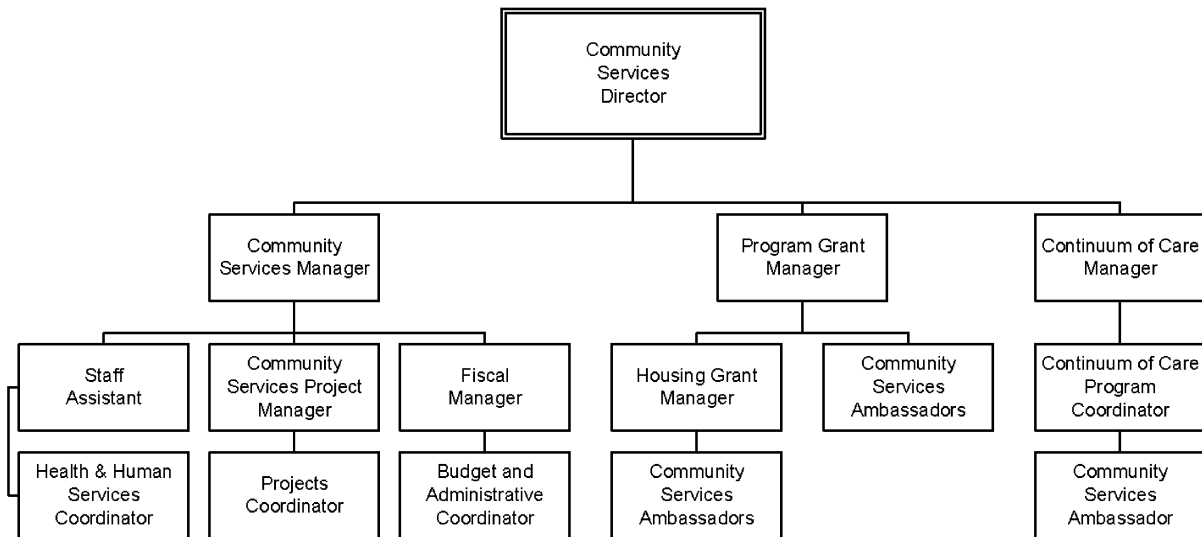 Community
Services
Director
Community
Services Manager
Program Grant
Manager
Continuum of Care
Manager
Staff
Assistant
Community
Services Project
Manager
Fiscal
Manager
Housing Grant
Manager
Community
Services
Ambassadors
Continuum of Care
Program
Coordinator
Health & Human
Services
Coordinator
Projects
Coordinator
Budget and
Administrative
Coordinator
Community
Services
Ambassadors
Community
Services
Ambassador